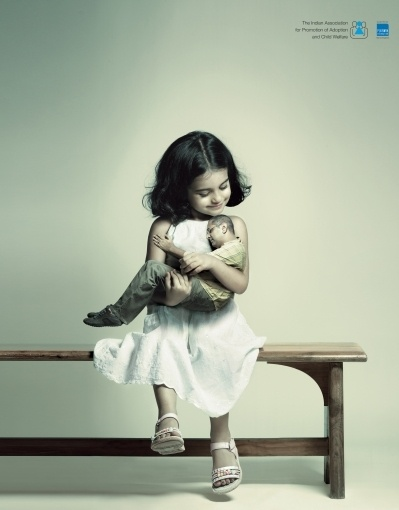 The Indian Association
for Promotion of Adoption
and Child Welfare